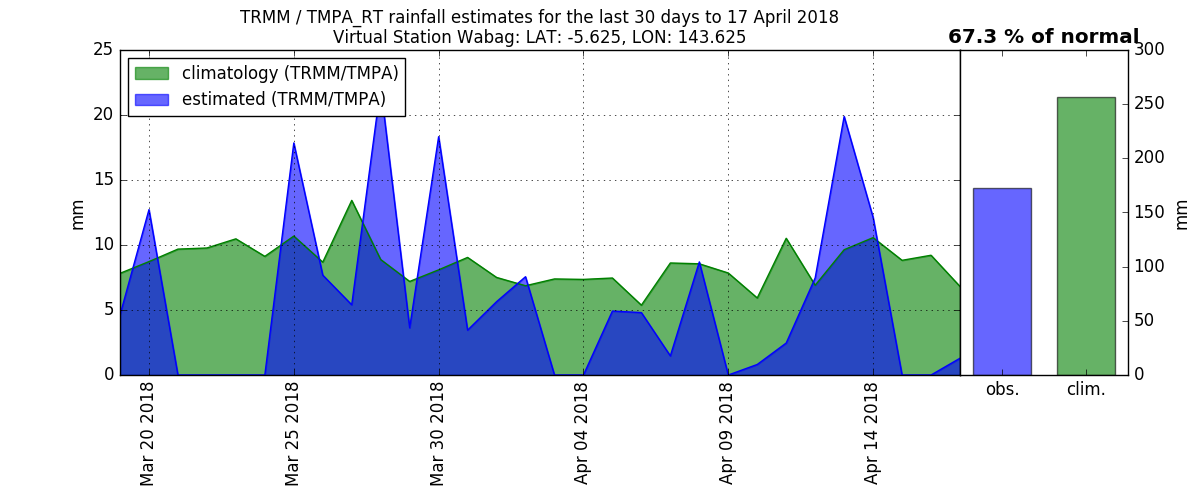 TRMM / TMPA_RT rainfall estimates for the last 30 days to 17 April 2018
Virtual Station Wabag: LAT: -5.625, LON: 143.625
67.3 % of normal
climatology (TRMM/TMPA)
estimated (TRMM/TMPA)
25
20
15
10
5
0
mm
Mar 20 2018
Mar 25 2018
Mar 30 2018
Apr 04 2018
Apr 09 2018
Apr 14 2018
300
250
200
150
100
50
0
mm
obs.
clim.